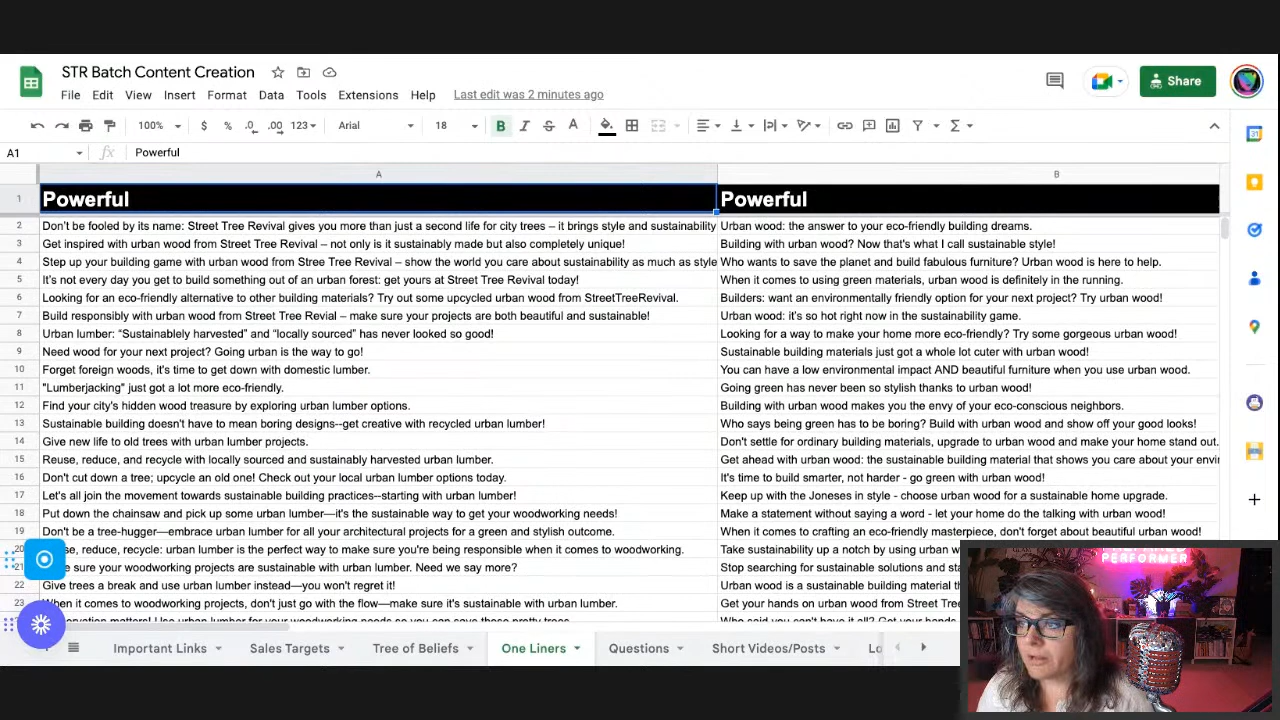 STR Batch Content Creation
File Edit View Insert Format Data Tools Extensions Help Last edit was 2 minutes ago
Share
100% $ % .0 .00 123 Arial 18 B I S A
A1 fx Powerful
A B
1 Powerful Powerful
2 Don't be fooled by its name: Street Tree Revival gives you more than just a second life for city trees – it brings style and sustainability Urban wood: the answer to your eco-friendly building dreams.
3 Get inspired with urban wood from Street Tree Revival – not only is it sustainably made but also completely unique! Building with urban wood? Now that's what I call sustainable style!
4 Step up your building game with urban wood from Stree Tree Revival – show the world you care about sustainability as much as style Who wants to save the planet and build fabulous furniture? Urban wood is here to help.
5 It's not every day you get to build something out of an urban forest: get yours at Street Tree Revival today! When it comes to using green materials, urban wood is definitely in the running.
6 Looking for an eco-friendly alternative to other building materials? Try out some upcycled urban wood from StreetTreeRevival. Builders: want an environmentally friendly option for your next project? Try urban wood!
7 Build responsibly with urban wood from Street Tree Revial – make sure your projects are both beautiful and sustainable! Urban wood: it's so hot right now in the sustainability game.
8 Urban lumber: “Sustainablely harvested” and “locally sourced” has never looked so good! Looking for a way to make your home more eco-friendly? Try some gorgeous urban wood!
9 Need wood for your next project? Going urban is the way to go! Sustainable building materials just got a whole lot cuter with urban wood!
10 Forget foreign woods, it's time to get down with domestic lumber. You can have a low environmental impact AND beautiful furniture when you use urban wood.
11 "Lumberjacking" just got a lot more eco-friendly. Going green has never been so stylish thanks to urban wood!
12 Find your city's hidden wood treasure by exploring urban lumber options. Building with urban wood makes you the envy of your eco-conscious neighbors.
13 Sustainable building doesn't have to mean boring designs--get creative with recycled urban lumber! Who says being green has to be boring? Build with urban wood and show off your good looks!
14 Give new life to old trees with urban lumber projects. Don't settle for ordinary building materials, upgrade to urban wood and make your home stand out.
15 Reuse, reduce, and recycle with locally sourced and sustainably harvested urban lumber. Get ahead with urban wood: the sustainable building material that shows you care about your envi
16 Don't cut down a tree; upcycle an old one! Check out your local urban lumber options today. It's time to build smarter, not harder - go green with urban wood!
17 Let's all join the movement towards sustainable building practices--starting with urban lumber! Keep up with the Joneses in style - choose urban wood for a sustainable home upgrade.
18 Put down the chainsaw and pick up some urban lumber—it's the sustainable way to get your woodworking needs! Make a statement without saying a word - let your home do the talking with urban wood!
19 Don't be a tree-hugger—embrace urban lumber for all your architectural projects for a green and stylish outcome. When it comes to crafting an eco-friendly masterpiece, don't forget about beautiful urban wood!
20 se, reduce, recycle: urban lumber is the perfect way to make sure you're being responsible when it comes to woodworking. Take sustainability up a notch by using urban w
21 e sure your woodworking projects are sustainable with urban lumber. Need we say more? Stop searching for sustainable solutions and sta
22 Give trees a break and use urban lumber instead—you won't regret it! Urban wood is a sustainable building material th
23 When it comes to woodworking projects, don't just go with the flow—make sure it's sustainable with urban lumber. Get your hands on urban wood from Street Tree
ervation matters! Use urban lumber for your woodworking needs so you can save those pretty trees. Who said you can't have it all? Get your hands
PERFORMER
Important Links Sales Targets Tree of Beliefs One Liners Questions Short Videos/Posts Lo